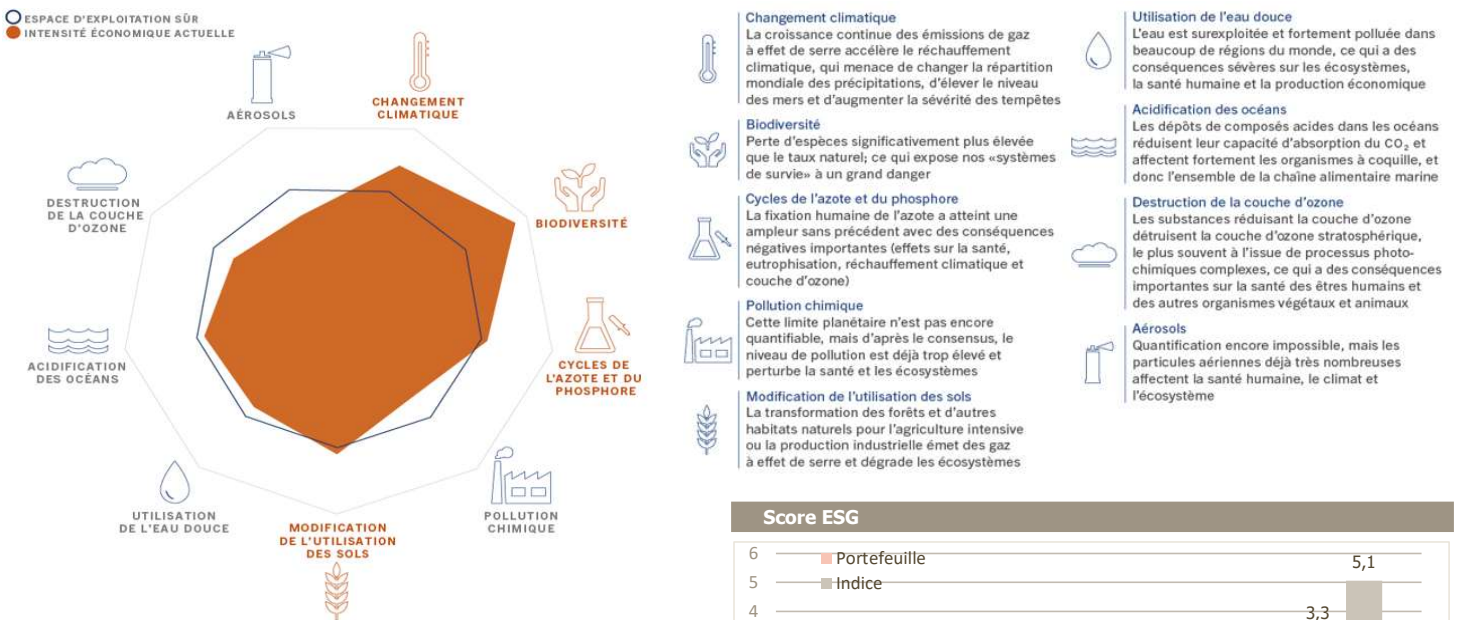 ESPACE D'EXPLOITATION SÛR
INTENSITÉ ÉCONOMIQUE ACTUELLE
AÉROSOLS
CHANGEMENT
CLIMATIQUE
DESTRUCTION
DE LA COUCHE
D'OZONE
BIODIVERSITÉ
ACIDIFICATION
DES OCÉANS
CYCLES DE
L'AZOTE ET DU
PHOSPHORE
UTILISATION
DE L'EAU DOUCE
MODIFICATION
DE L'UTILISATION
DES SOLS
POLLUTION
CHIMIQUE
Changement climatique
La croissance continue des émissions de gaz
à effet de serre accélère le réchauffement
climatique, qui menace de changer la répartition
mondiale des précipitations, d'élever le niveau
des mers et d'augmenter la sévérité des tempêtes
Biodiversité
Perte d'espèces significativement plus élevée
que le taux naturel; ce qui expose nos «systèmes
de survie» à un grand danger
Cycles de l'azote et du phosphore
La fixation humaine de l'azote a atteint une
ampleur sans précédent avec des conséquences
négatives importantes (effets sur la santé,
eutrophisation, réchauffement climatique et
couche d'ozone)
Pollution chimique
Cette limite planétaire n'est pas encore
quantifiable, mais d'après le consensus, le
niveau de pollution est déjà trop élevé et
perturbe la santé et les écosystèmes
Modification de l'utilisation des sols
La transformation des forêts et d'autres
habitats naturels pour l'agriculture intensive
ou la production industrielle émet des gaz
à effet de serre et dégrade les écosystèmes
Utilisation de l'eau douce
L'eau est surexploitée et fortement polluée dans
beaucoup de régions du monde, ce qui a des
conséquences sévères sur les écosystèmes,
la santé humaine et la production économique
Acidification des océans
Les dépôts de composés acides dans les océans
réduisent leur capacité d'absorption du CO₂ et
affectent fortement les organismes à coquille, et
donc l'ensemble de la chaîne alimentaire marine
Destruction de la couche d'ozone
Les substances réduisant la couche d'ozone
détruisent la couche d'ozone stratosphérique,
le plus souvent à l'issue de processus photo-
chimiques complexes, ce qui a des conséquences
importantes sur la santé des êtres humains et
des autres organismes végétaux et animaux
Aérosols
Quantification encore impossible, mais les
particules aériennes déjà très nombreuses
affectent la santé humaine, le climat et
l'écosystème
Score ESG
6
Portefeuille
5,1
5
Indice
4
3,3